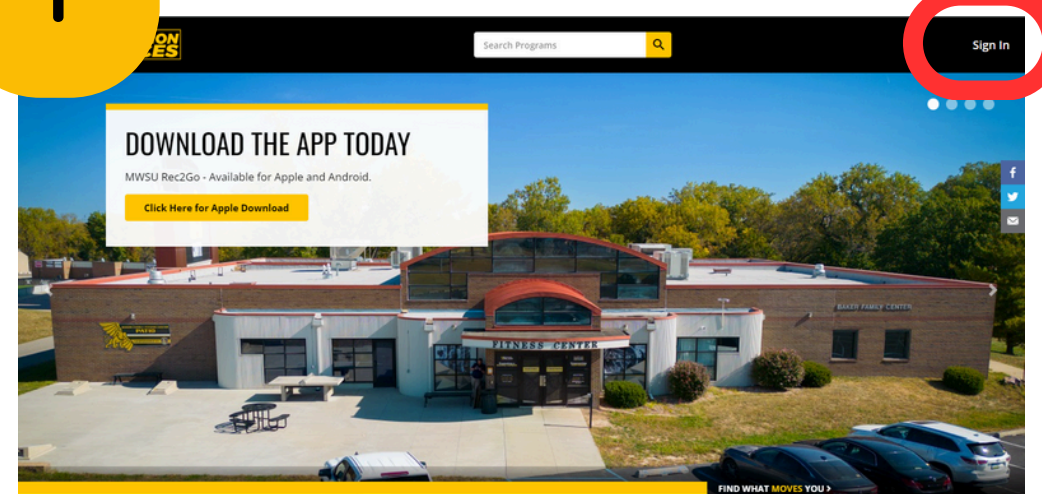 Search Programs
Sign In
DOWNLOAD THE APP TODAY
MWSU Rec2Go - Available for Apple and Android.
Click Here for Apple Download
BAKER FAMILY CENTER
FITNESS CENTER
FIND WHAT MOVES YOU >